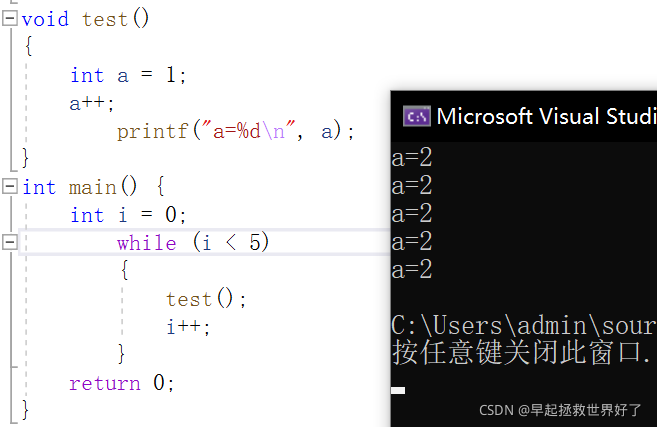 void test()
{
    int a = 1;
    a++;
        printf("a=%d\n", a);
}
int main() {
    int i = 0;
        while (i < 5)
        {
            test();
            i++;
        }
    return 0;
}
Microsoft Visual Studi
a=2
a=2
a=2
a=2
a=2
C:\Users\admin\sour
按任意键关闭此窗口.
CSDN @早起拯救世界好了